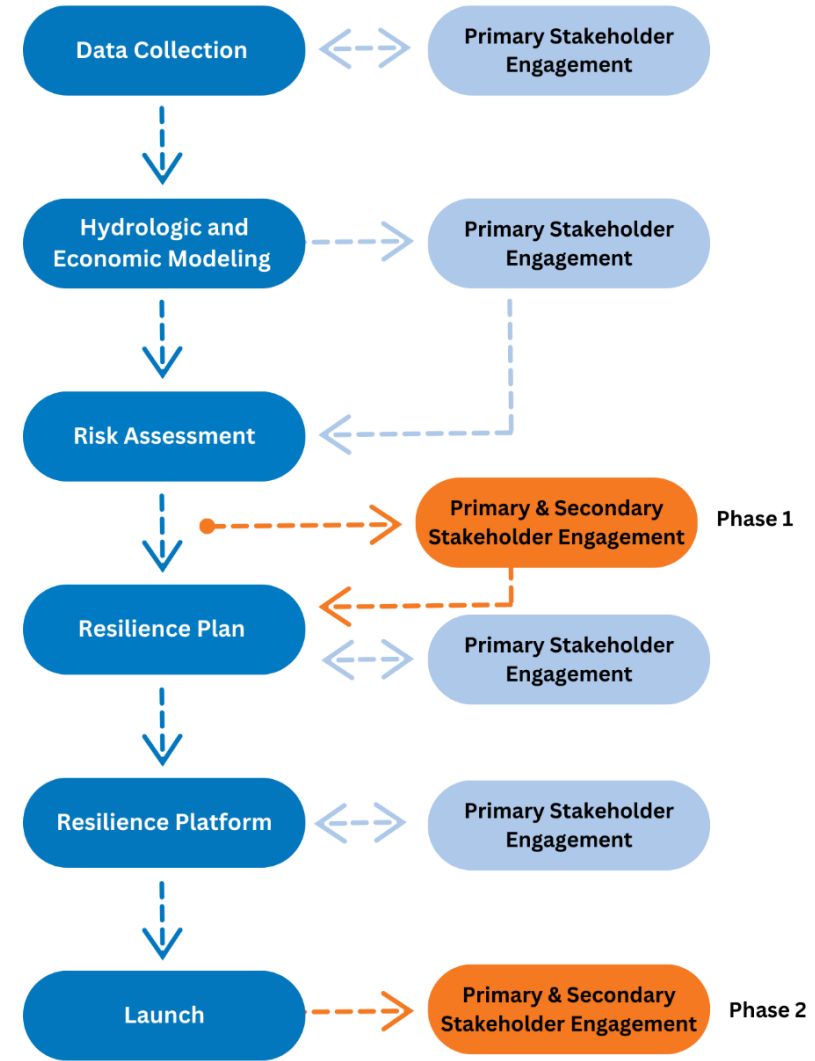 Data Collection
Primary Stakeholder
Engagement
Hydrologic and
Economic Modeling
Primary Stakeholder
Engagement
Risk Assessment
Primary & Secondary
Stakeholder Engagement
Phase 1
Resilience Plan
Primary Stakeholder
Engagement
Resilience Platform
Primary Stakeholder
Engagement
Launch
Primary & Secondary
Stakeholder Engagement
Phase 2